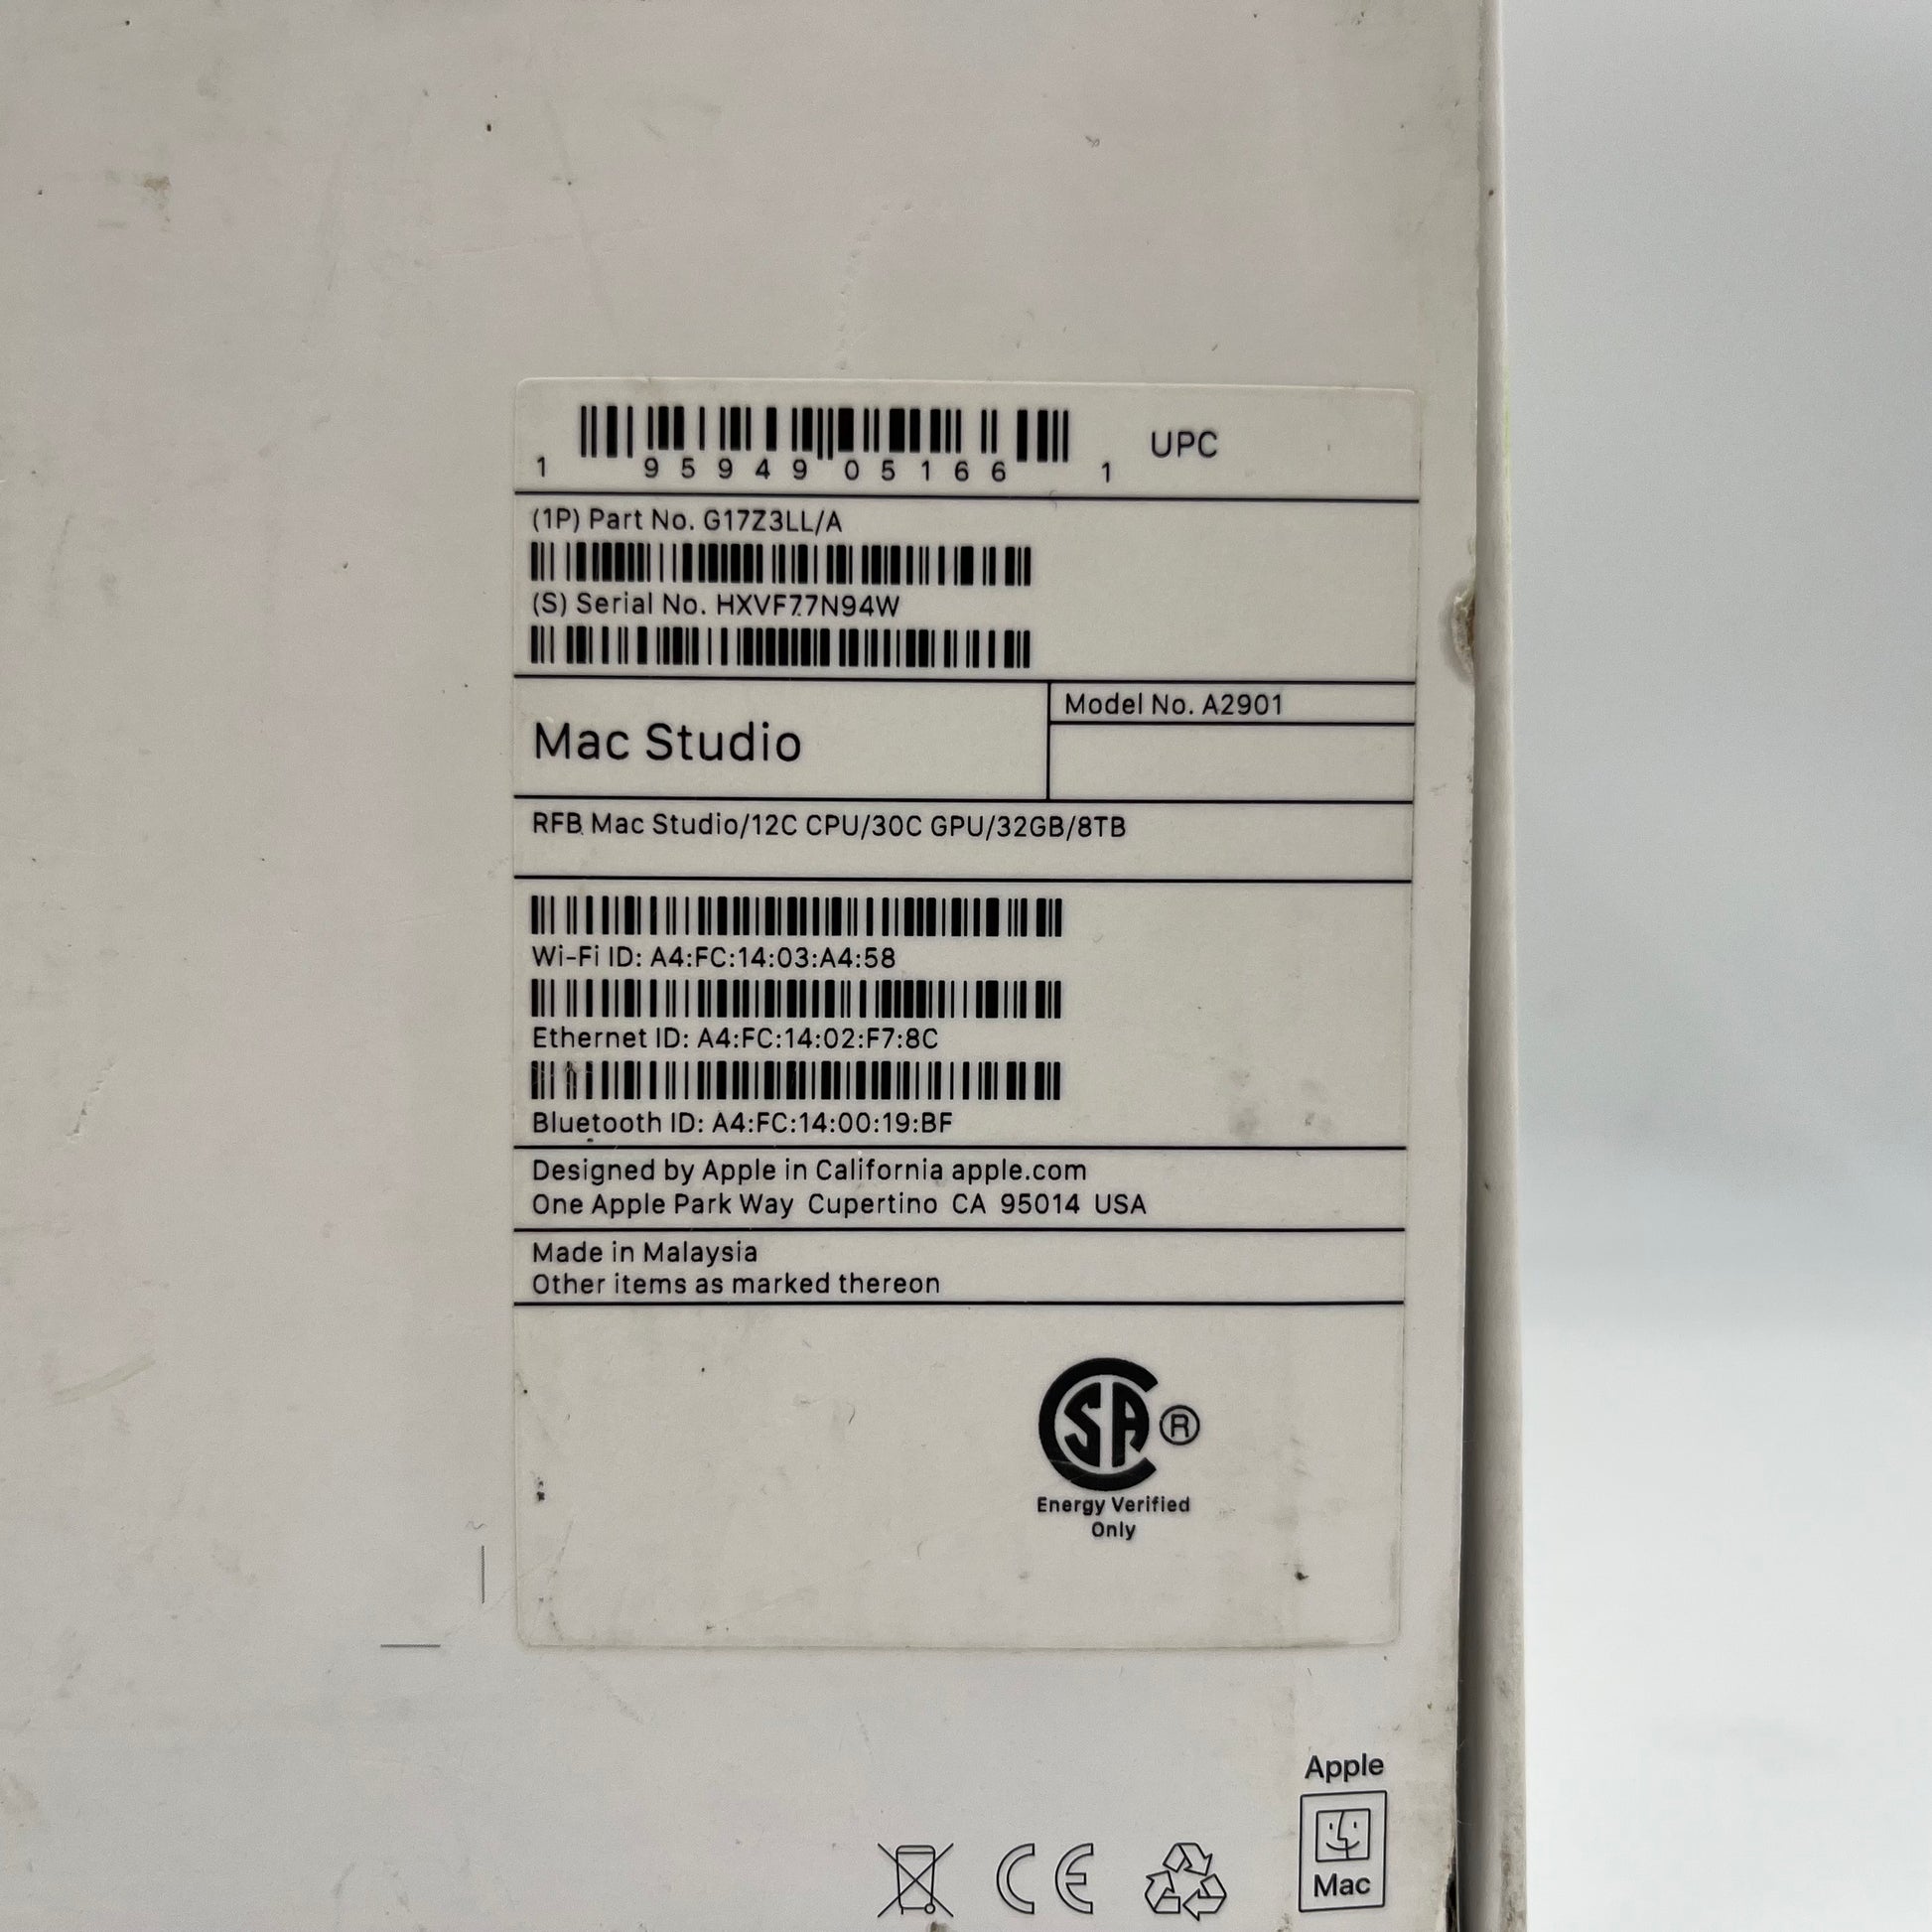 1 95949 05166 1 UPC
(1P) Part No. G17Z3LL/A
(S) Serial No. HXVF77N94W
Mac Studio
Model No. A2901
RFB Mac Studio/12C CPU/30C GPU/32GB/8TB
Wi-Fi ID: A4:FC:14:03:A4:58
Ethernet ID: A4:FC:14:02:F7:8C
Bluetooth ID: A4:FC:14:00:19:BF
Designed by Apple in California apple.com
One Apple Park Way Cupertino CA 95014 USA
Made in Malaysia
Other items as marked thereon
CSA ®
Energy Verified
Only
Apple
CE
Mac